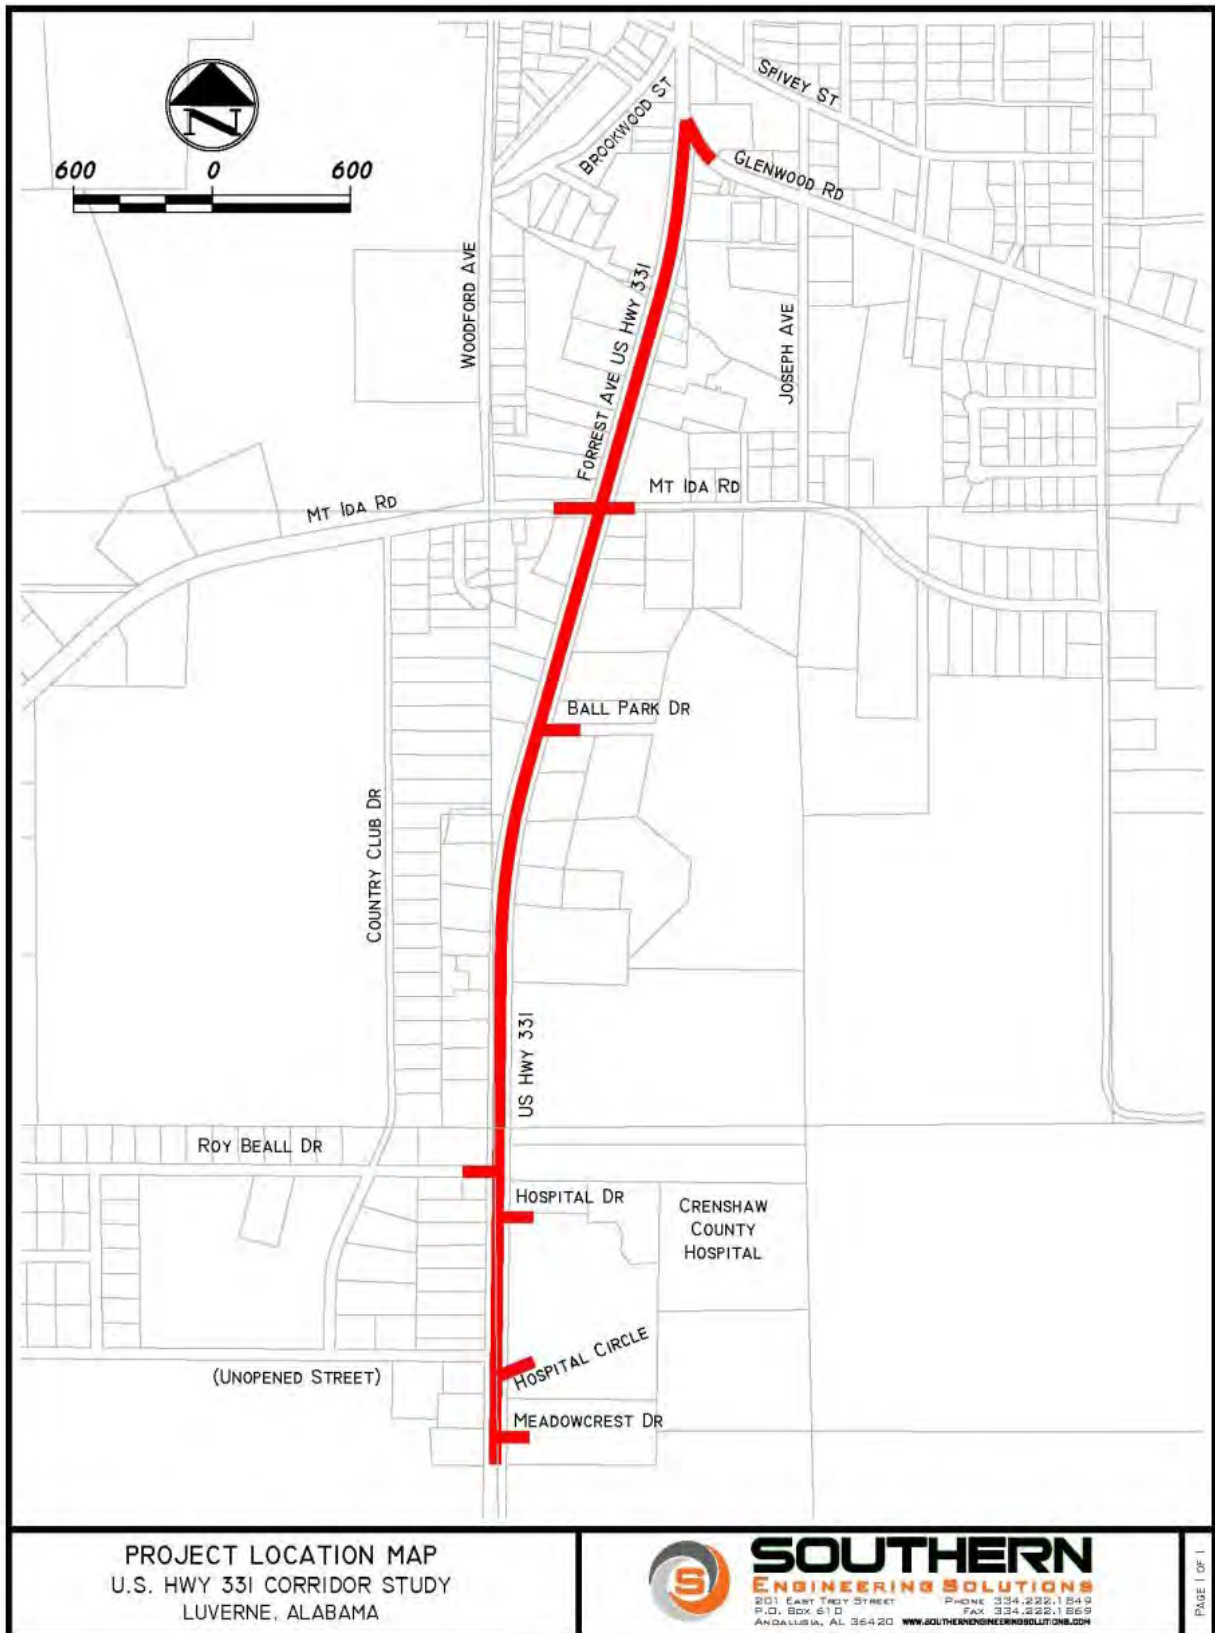 SPIVEY ST
BROOKWOOD ST
GLENWOOD RD
N
600 0 600
WOODFORD AVE
FORREST AVE US HWY 331
JOSEPH AVE
MT IDA RD
MT IDA RD
BALL PARK DR
COUNTRY CLUB DR
US HWY 331
ROY BEALL DR
HOSPITAL DR
CRENSHAW
COUNTY
HOSPITAL
HOSPITAL CIRCLE
(UNOPENED STREET)
MEADOWCREST DR
PROJECT LOCATION MAP
U.S. HWY 331 CORRIDOR STUDY
LUVERNE, ALABAMA
S
SOUTHERN
ENGINEERING SOLUTIONS
201 EAST TROY STREET PHONE 334.222.1849
P.O. BOX 610 FAX 334.222.1869
ANDALUSIA, AL 36420 WWW.SOUTHERNENGINEERINGSOLUTIONS.COM
PAGE 1 OF 1